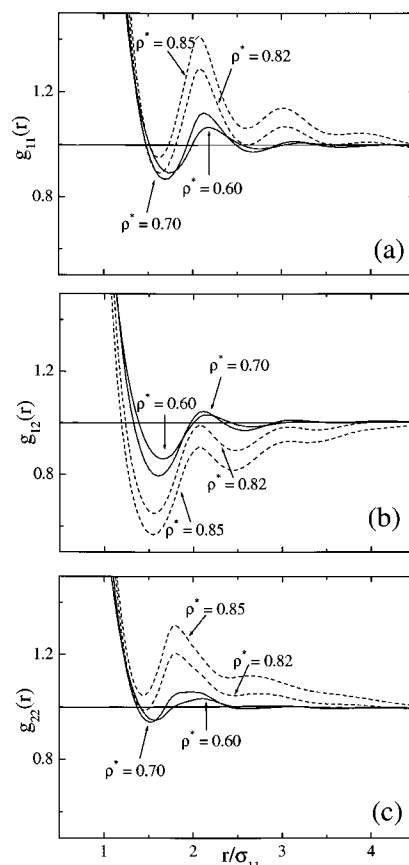 ρ* = 0.85
ρ* = 0.82
1.2
g₁₁(r)
0.8
ρ* = 0.60
ρ* = 0.70
(a)
ρ* = 0.70
1.2
ρ* = 0.60
g₁₂(r)
0.8
ρ* = 0.82
ρ* = 0.85
(b)
ρ* = 0.85
1.2
ρ* = 0.82
g₂₂(r)
0.8
ρ* = 0.60
ρ* = 0.70
(c)
1 2 3 4
r/σ₁₁